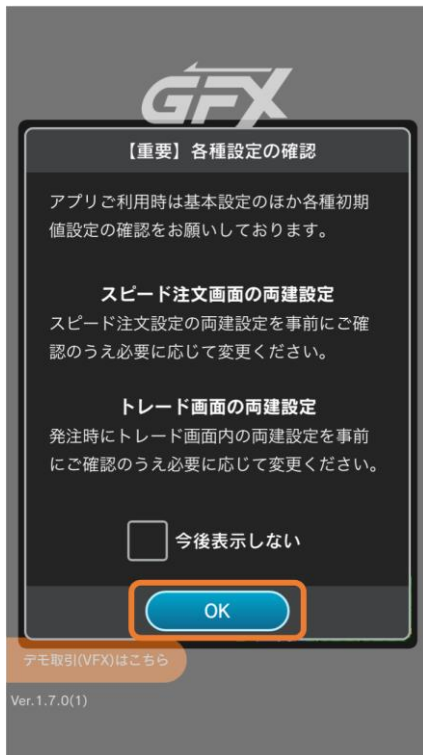 GFX
【重要】各種設定の確認
アプリご利用時は基本設定のほか各種初期
値設定の確認をお願いしております。
スピード注文画面の両建設定
スピード注文設定の両建設定を事前にご確
認のうえ必要に応じて変更ください。
トレード画面の両建設定
発注時にトレード画面内の両建設定を事前
にご確認のうえ必要に応じて変更ください。
今後表示しない
OK
デモ取引(VFX)はこちら
Ver.1.7.0(1)